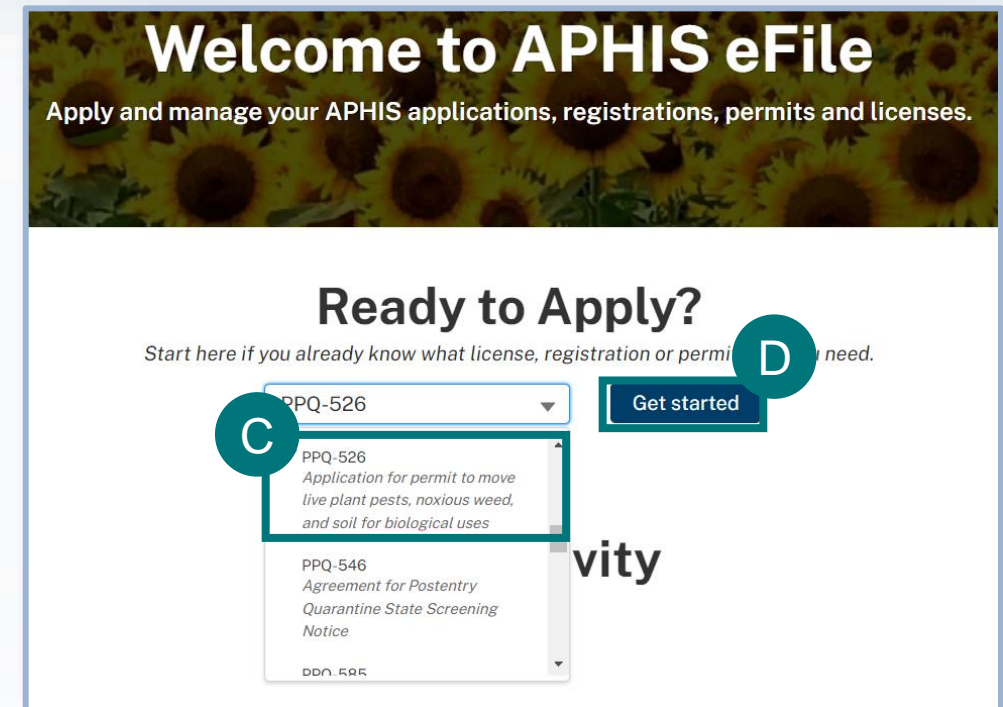 Welcome to APHIS eFile
Apply and manage your APHIS applications, registrations, permits and licenses.
Ready to Apply?
Start here if you already know what license, registration or need.
D
PPQ-526
Get started
C
PPQ-526
Application for permit to move
live plant pests, noxious weed,
and soil for biological uses
vity
PPQ-546
Agreement for Postentry
Quarantine State Screening
Notice
PPQ-585